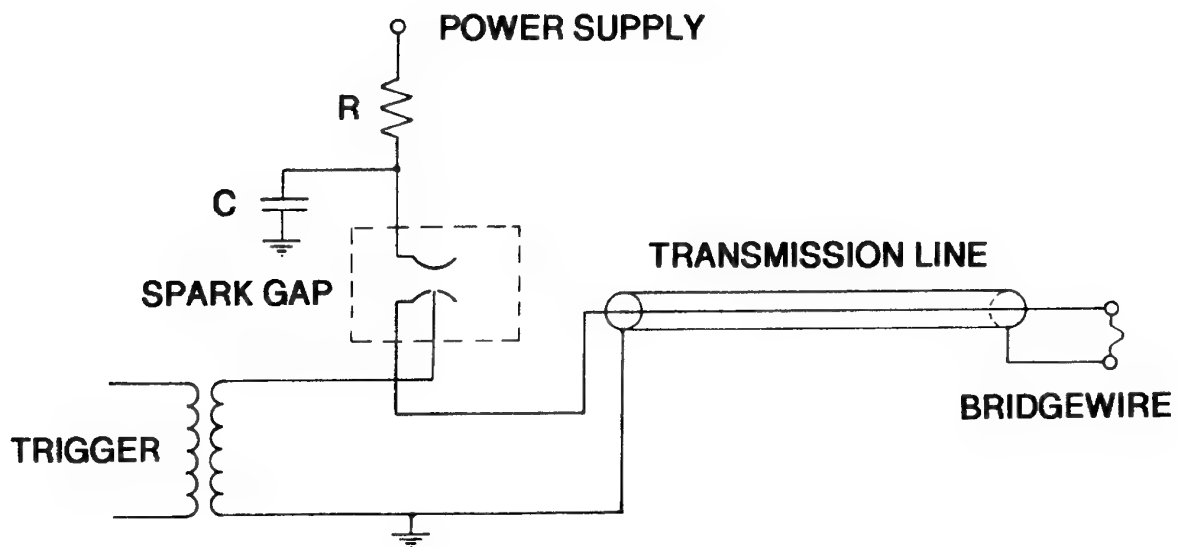 POWER SUPPLY
R
C
TRANSMISSION LINE
SPARK GAP
BRIDGEWIRE
TRIGGER